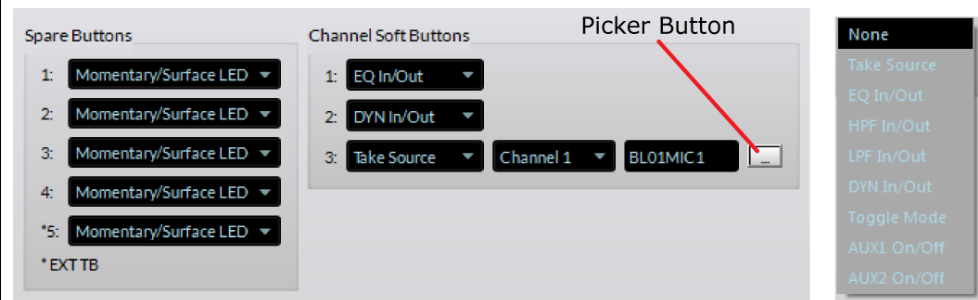 Spare Buttons
1: Momentary/Surface LED
2: Momentary/Surface LED
3: Momentary/Surface LED
4: Momentary/Surface LED
*5: Momentary/Surface LED
* EXT TB
Channel Soft Buttons
1: EQ In/Out
2: DYN In/Out
3: Take Source Channel 1 BL01MIC1 ...
Picker Button
None
Take Source
EQ In/Out
HPF In/Out
LPF In/Out
DYN In/Out
Toggle Mode
AUX1 On/Off
AUX2 On/Off